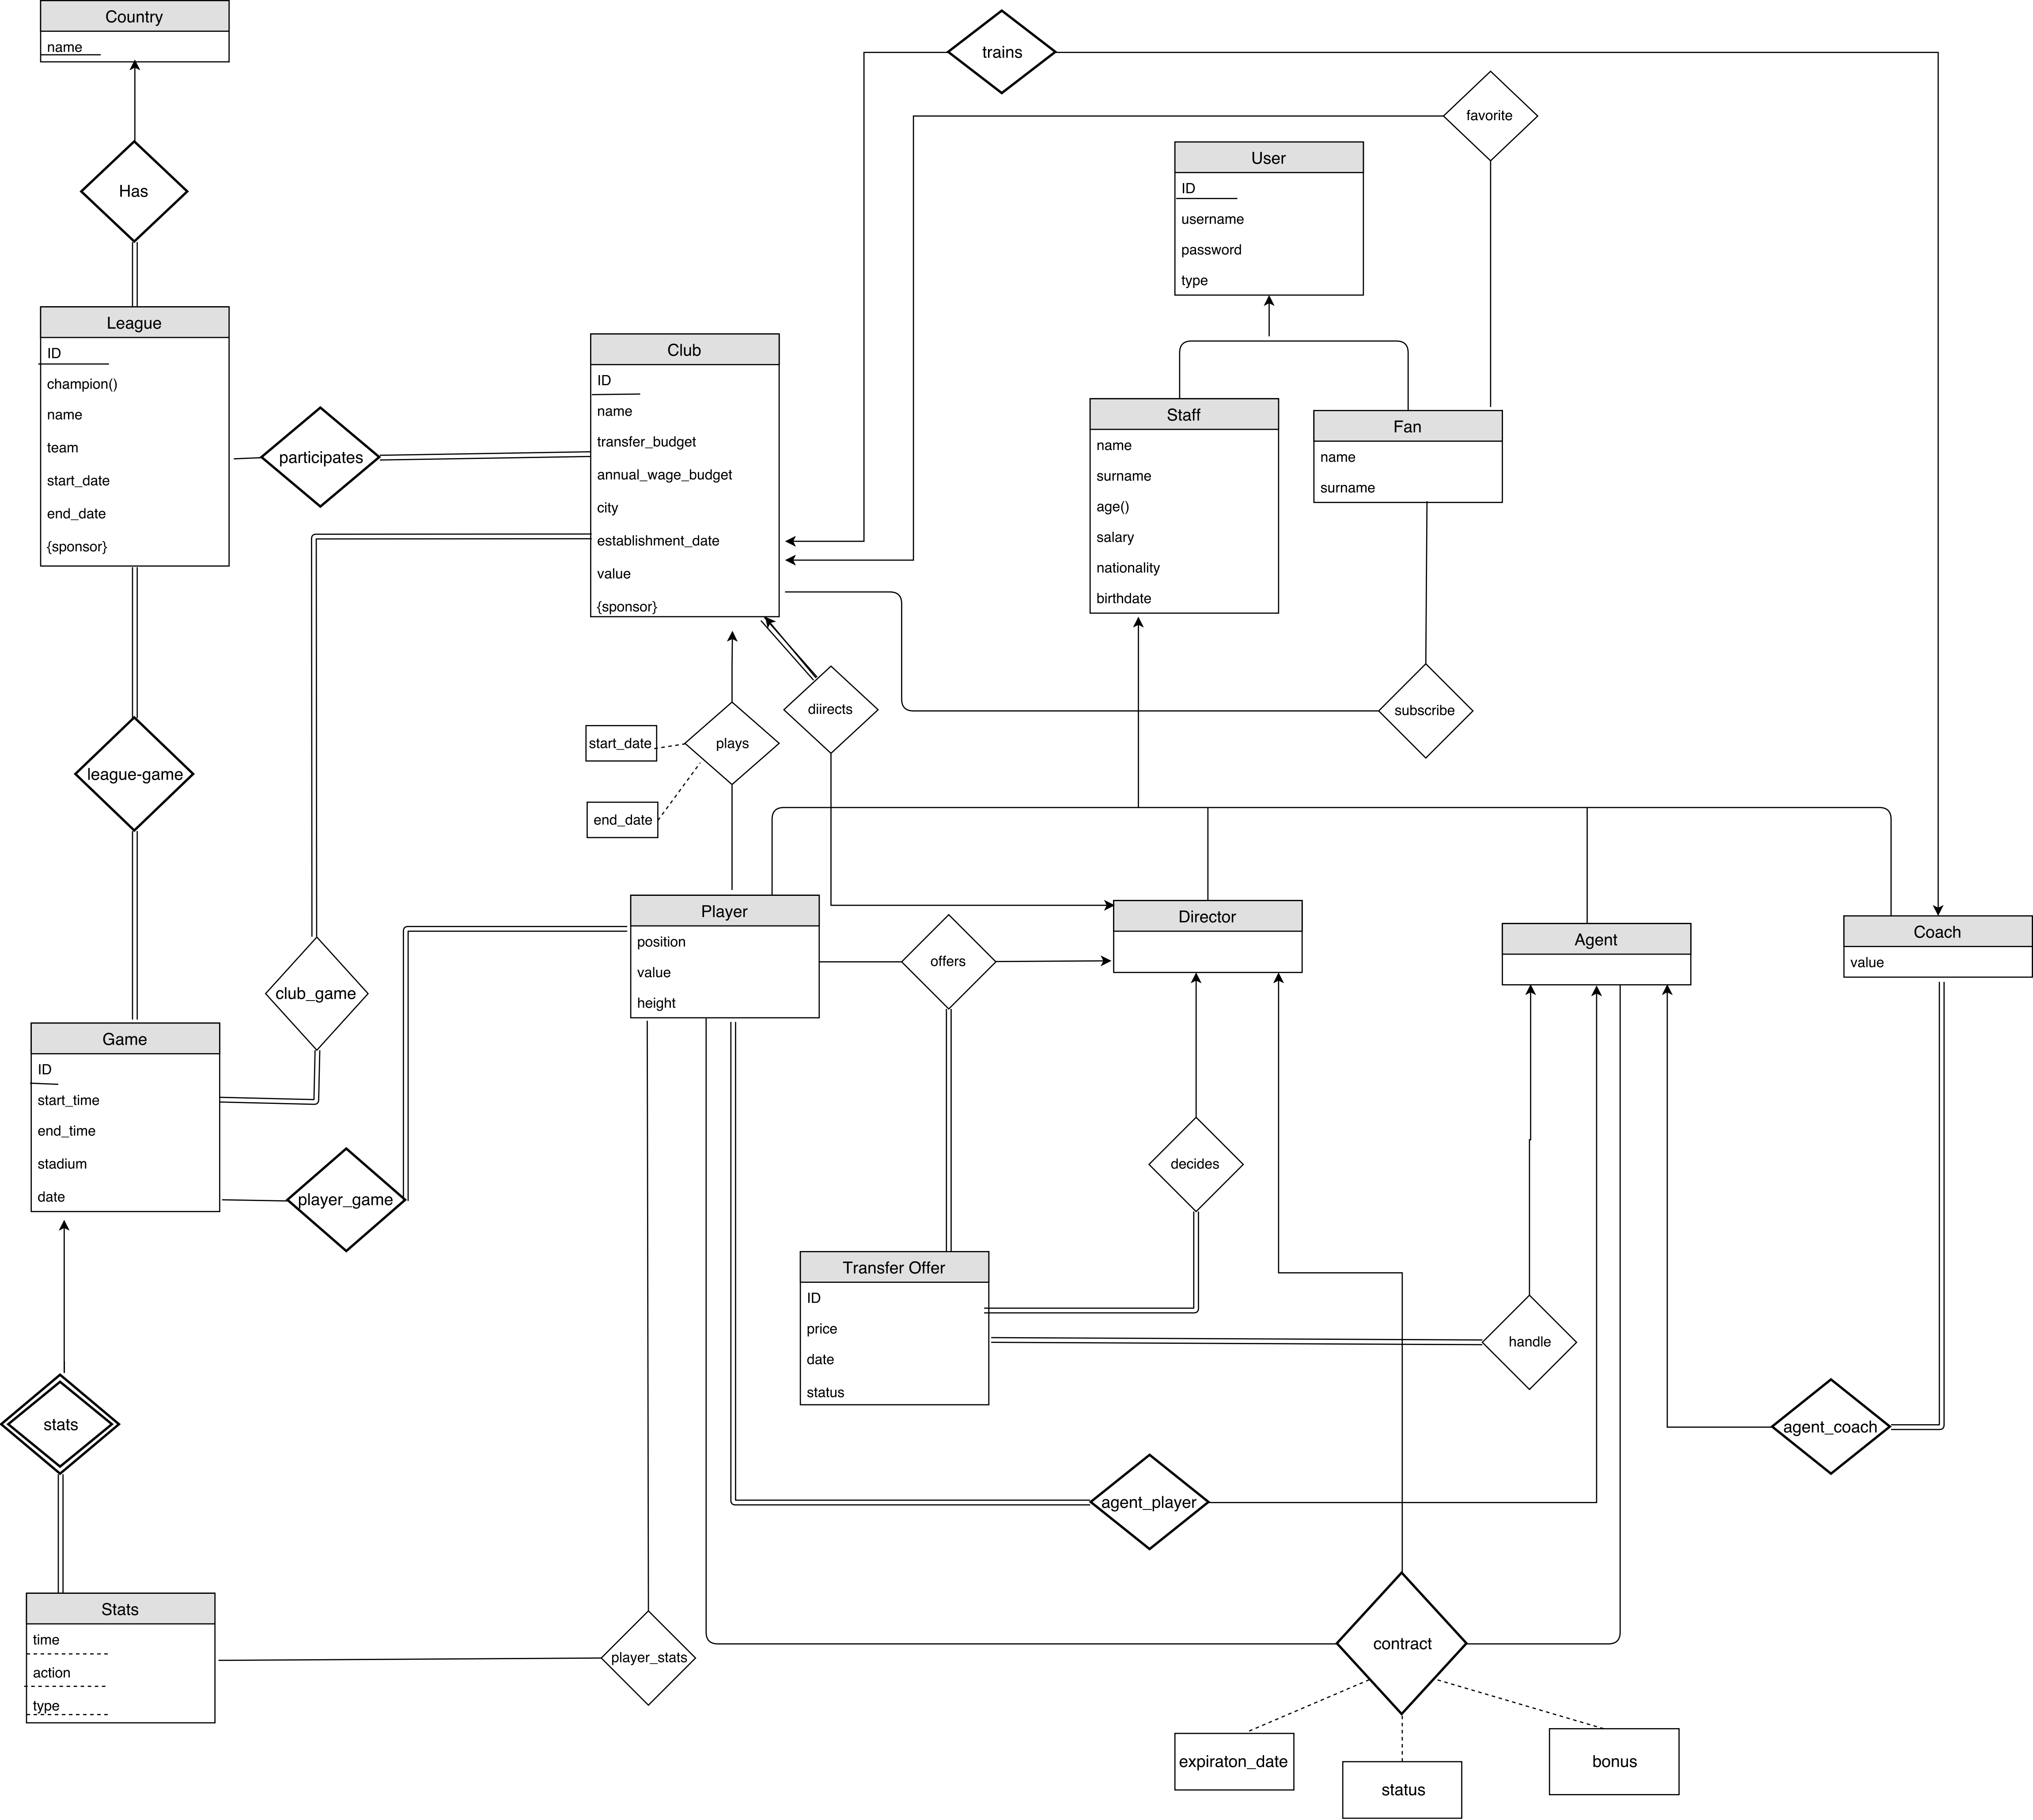 Country
name
Has
League
ID
champion()
name
team
start_date
end_date
{sponsor}
participates
Club
ID
name
transfer_budget
annual_wage_budget
city
establishment_date
value
{sponsor}
trains
favorite
User
ID
username
password
type
Staff
name
surname
age()
salary
nationality
birthdate
Fan
name
surname
subscribe
diirects
plays
start_date
end_date
league-game
club_game
Player
position
value
height
offers
Director
Agent
Coach
value
Game
ID
start_time
end_time
stadium
date
player_game
decides
Transfer Offer
ID
price
date
status
handle
agent_coach
agent_player
stats
Stats
time
action
type
player_stats
contract
expiraton_date
status
bonus